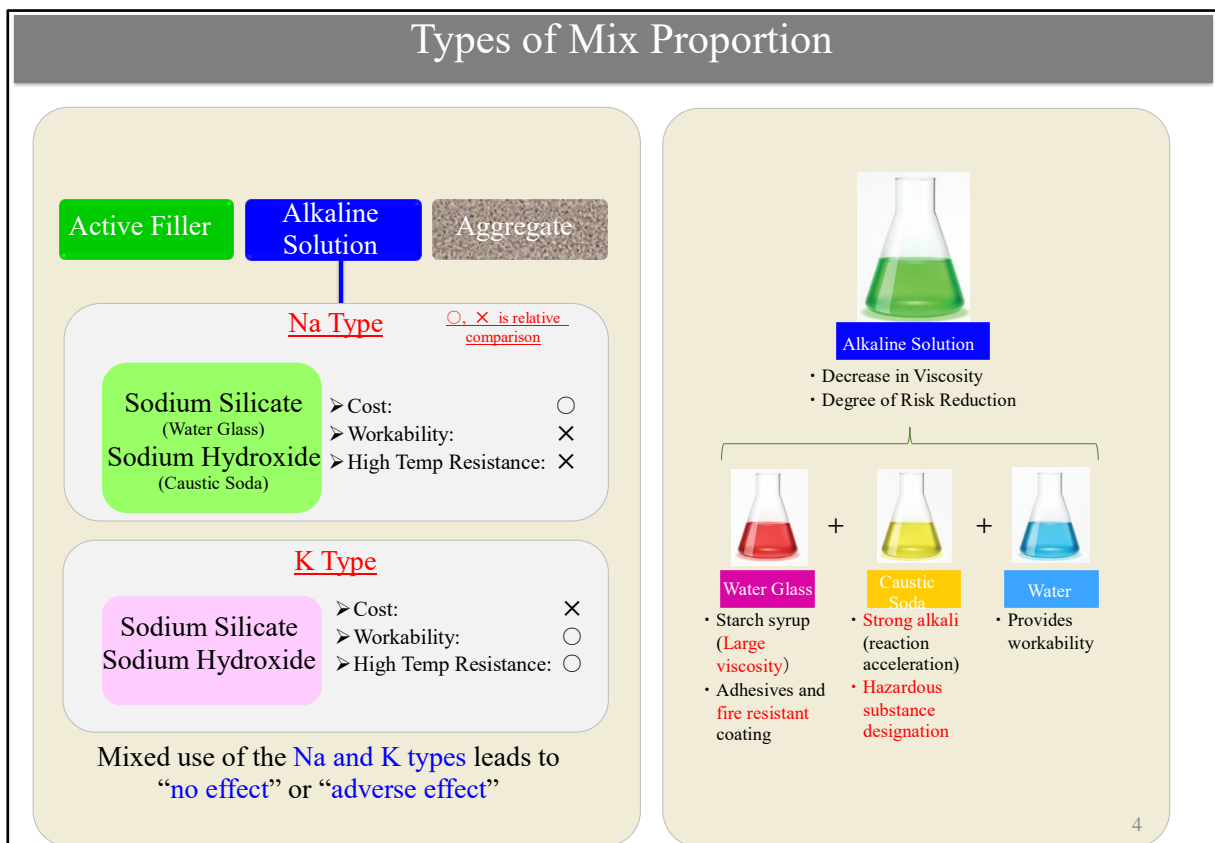 Types of Mix Proportion
Active Filler
Alkaline
Solution
Aggregate
Na Type
○, × is relative
comparison
Sodium Silicate
(Water Glass)
Sodium Hydroxide
(Caustic Soda)
➢Cost: ○
➢Workability: ×
➢High Temp Resistance: ×
K Type
Sodium Silicate
Sodium Hydroxide
➢Cost: ×
➢Workability: ○
➢High Temp Resistance: ○
Mixed use of the Na and K types leads to
“no effect” or “adverse effect”
Alkaline Solution
・Decrease in Viscosity
・Degree of Risk Reduction
+
+
Water Glass
・Starch syrup
(Large
viscosity）
・Adhesives and
fire resistant
coating
Caustic
Soda
・Strong alkali
(reaction
acceleration)
・Hazardous
substance
designation
Water
・Provides
workability
4